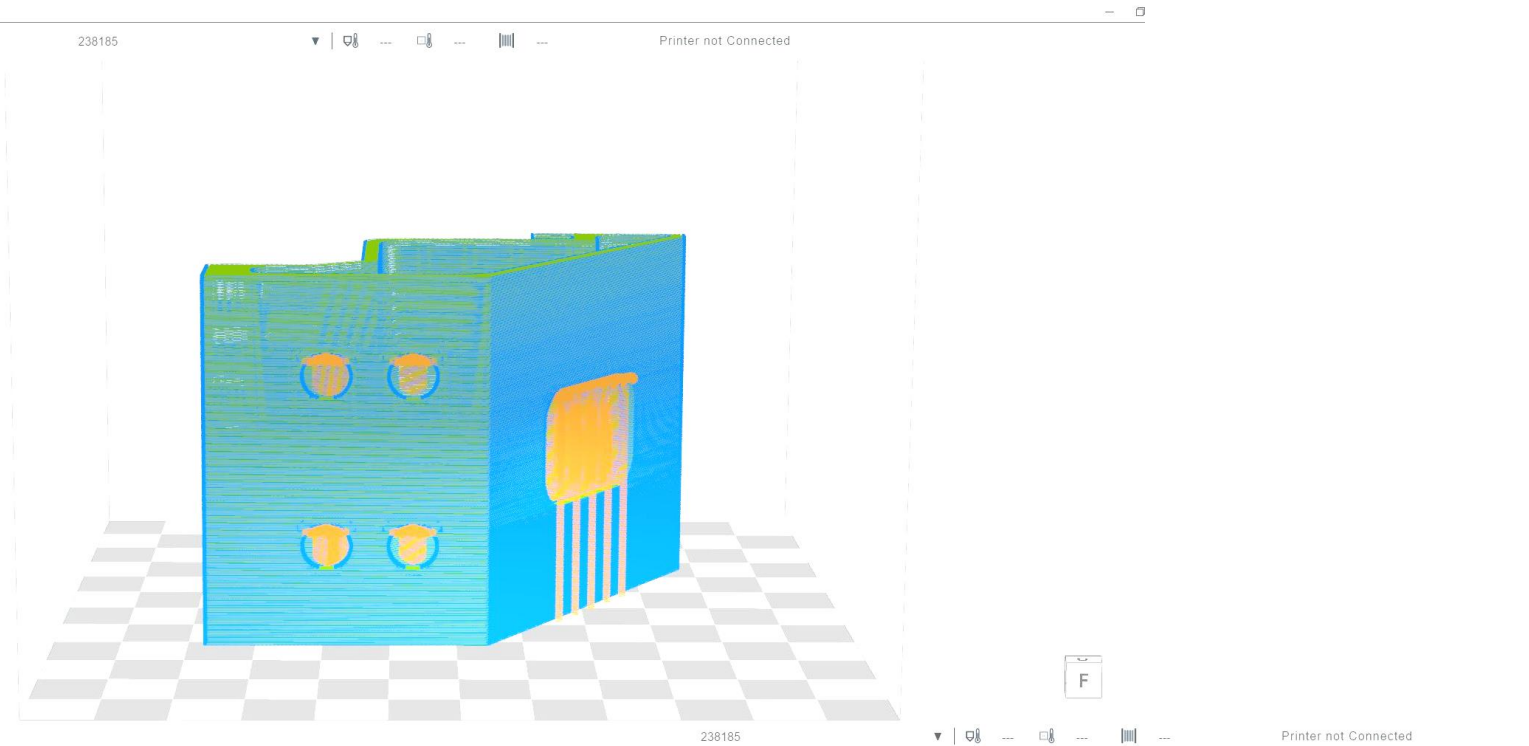 238185 --- --- --- Printer not Connected
F
238185 --- --- --- Printer not Connected